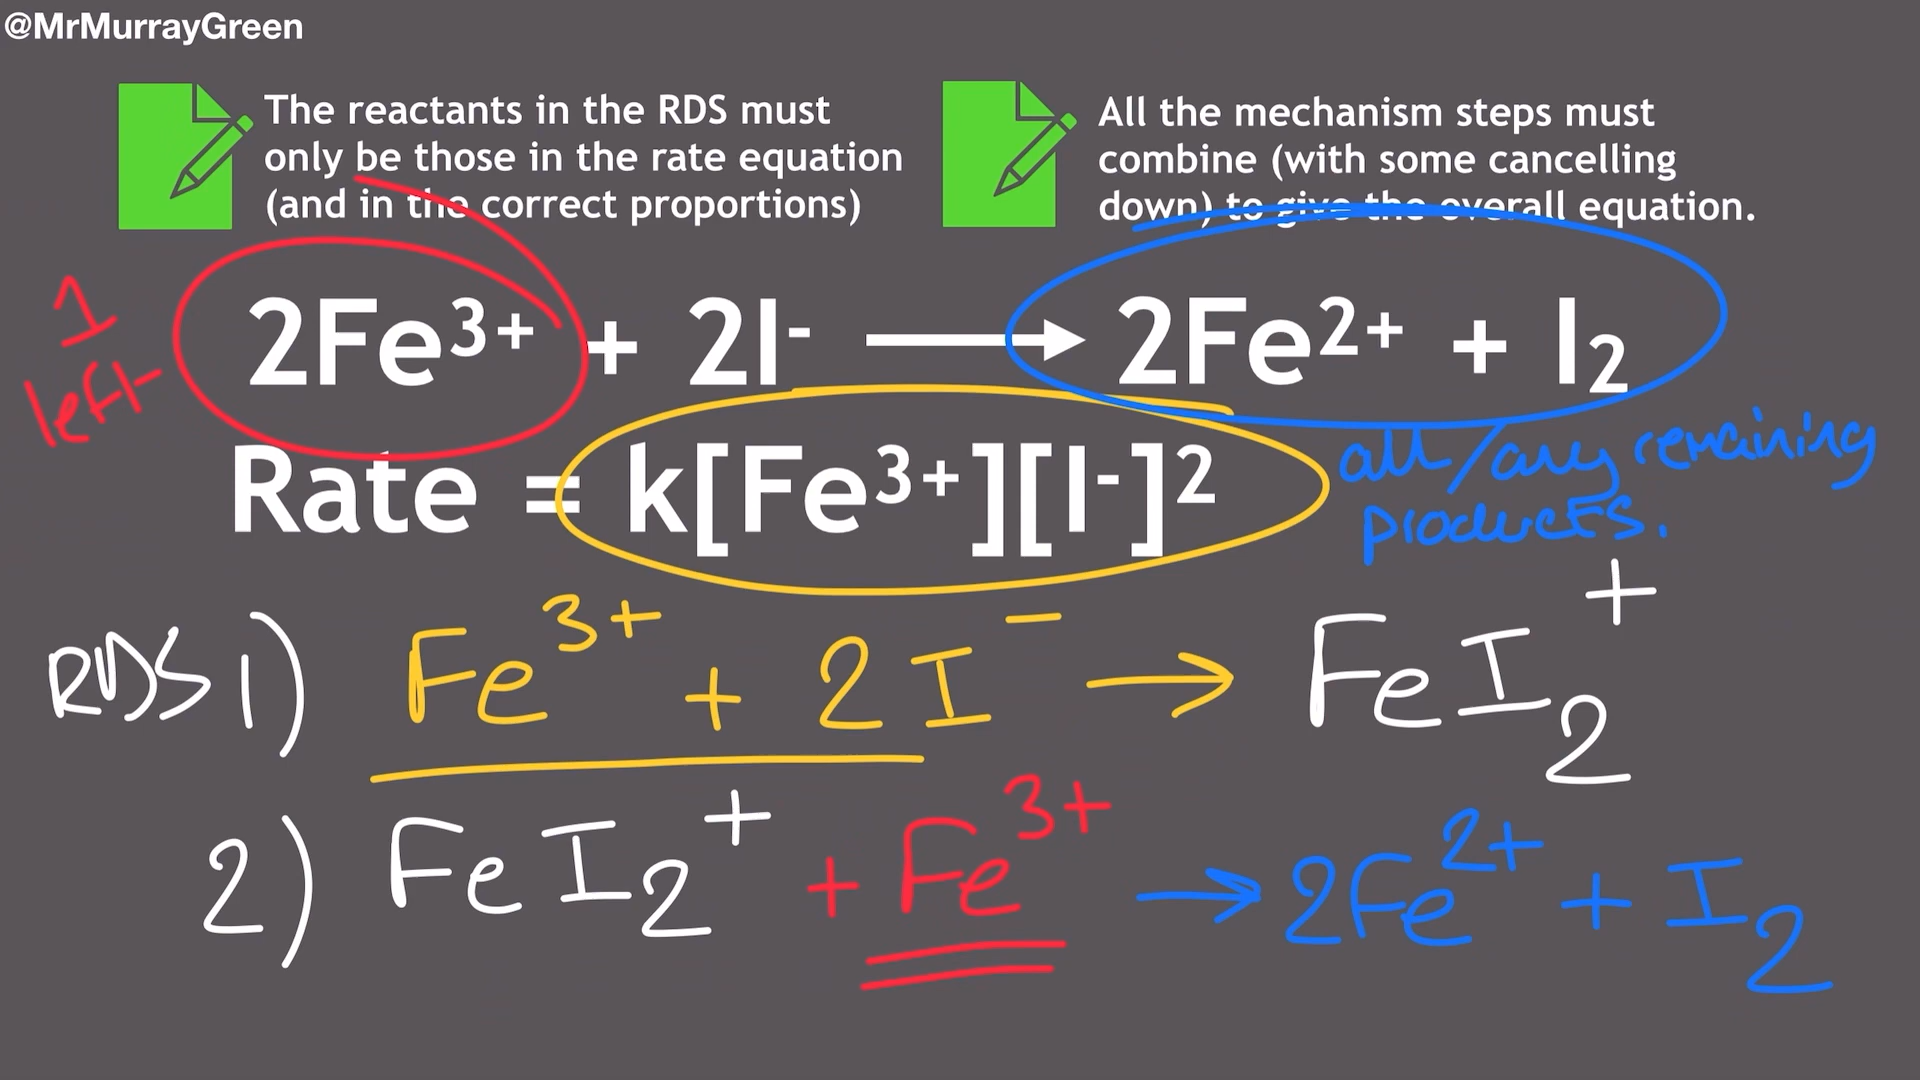 @MrMurrayGreen
The reactants in the RDS must
only be those in the rate equation
(and in the correct proportions)
All the mechanism steps must
combine (with some cancelling
down) to give the overall equation.
1
left
2Fe³⁺ + 2I⁻ → 2Fe²⁺ + I₂
Rate = k[Fe³⁺][I⁻]²
all/any remaining
products.
RDS 1) Fe³⁺ + 2I⁻ → FeI₂⁺
2) FeI₂⁺ + Fe³⁺ → 2Fe²⁺ + I₂